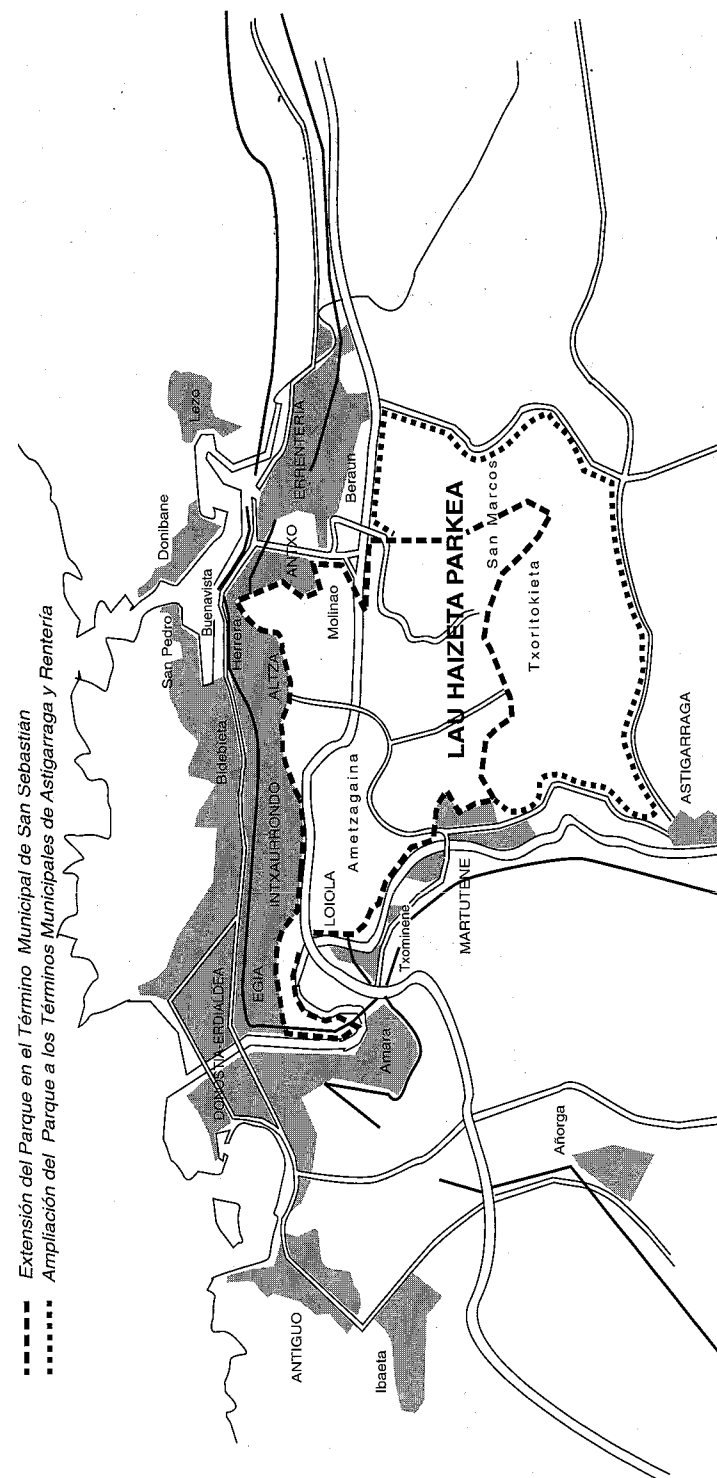 Extensión del Parque en el Término Municipal de San Sebastián
Ampliación del Parque a los Términos Municipales de Astigarraga y Rentería
Lezo
Donibane
San Pedro
Buenavista
Herrera
Bidebieta
ERRENTERIA
Beraun
ANTXO
Molinao
ALTZA
INTXAURRONDO
EGIA
DONOSTIA-ERDIALDEA
LOIOLA
Ametzagaina
LAU HAIZETA PARKEA
San Marcos
Txoritokieta
ASTIGARRAGA
MARTUTENE
Txominene
Amara
Añorga
ANTIGUO
Ibaeta